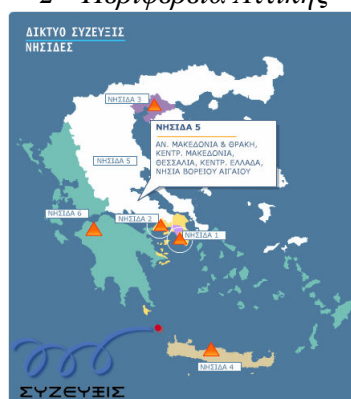 2 Περιφέρεια Αττικής
ΔΙΚΤΥΟ ΣΥΖΕΥΞΙΣ
ΝΗΣΙΔΕΣ
ΝΗΣΙΔΑ 3
ΝΗΣΙΔΑ 5
ΑΝ. ΜΑΚΕΔΟΝΙΑ & ΘΡΑΚΗ,
ΚΕΝΤΡ. ΜΑΚΕΔΟΝΙΑ,
ΘΕΣΣΑΛΙΑ, ΚΕΝΤΡ. ΕΛΛΑΔΑ,
ΝΗΣΙΑ ΒΟΡΕΙΟΥ ΑΙΓΑΙΟΥ
ΝΗΣΙΔΑ 5
ΝΗΣΙΔΑ 6
ΝΗΣΙΔΑ 2
ΝΗΣΙΔΑ 1
ΝΗΣΙΔΑ 4
ΣΥΖΕΥΞΙΣ